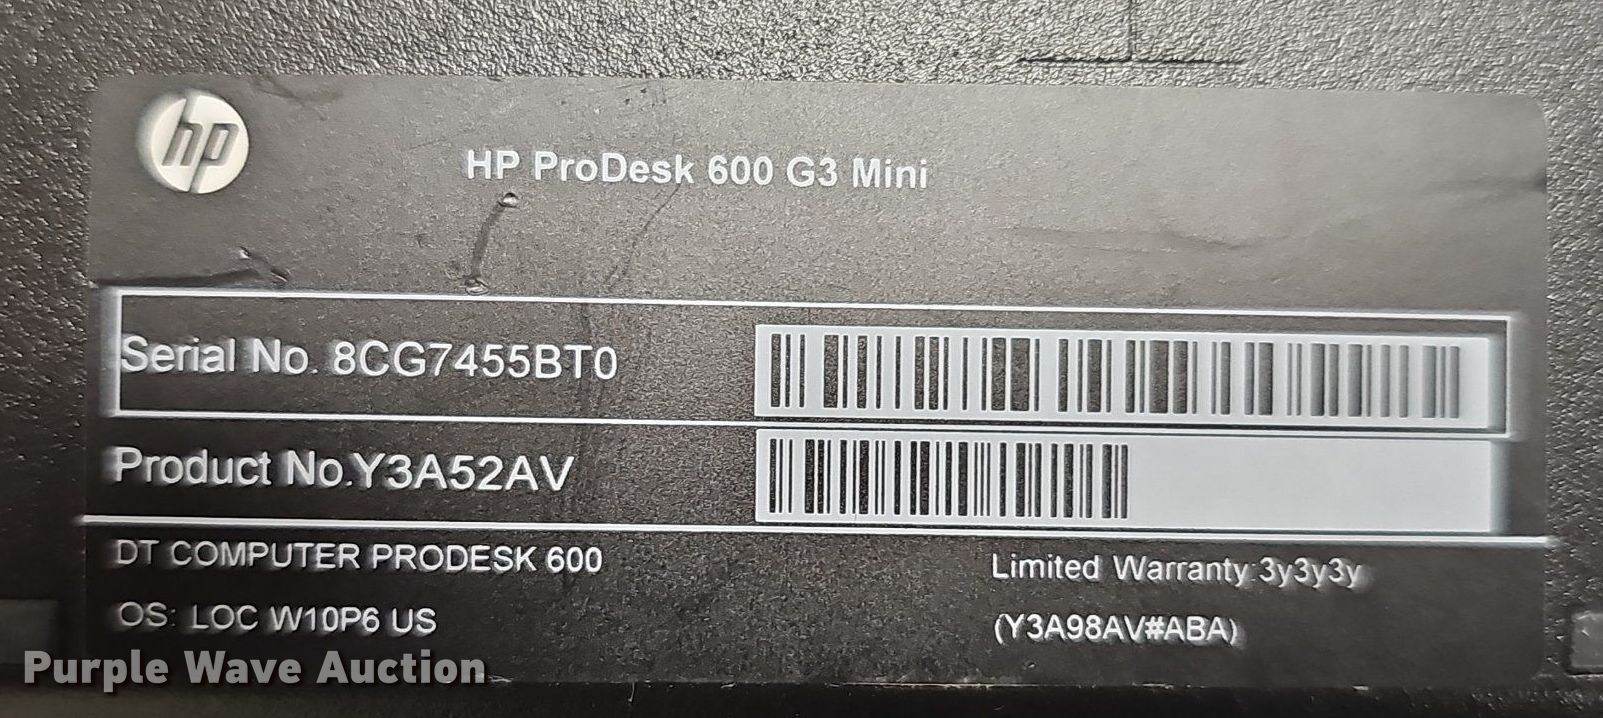 hp
HP ProDesk 600 G3 Mini
Serial No. 8CG7455BT0
Product No.Y3A52AV
DT COMPUTER PRODESK 600
Limited Warranty:3y3y3y
OS: LOC W10P6 US
(Y3A98AV#ABA)
Purple Wave Auction